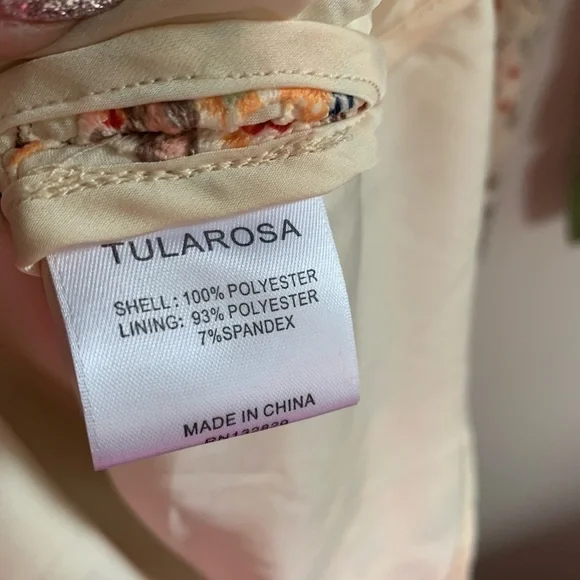 TULAROSA
SHELL: 100% POLYESTER
LINING: 93% POLYESTER
7%SPANDEX
MADE IN CHINA